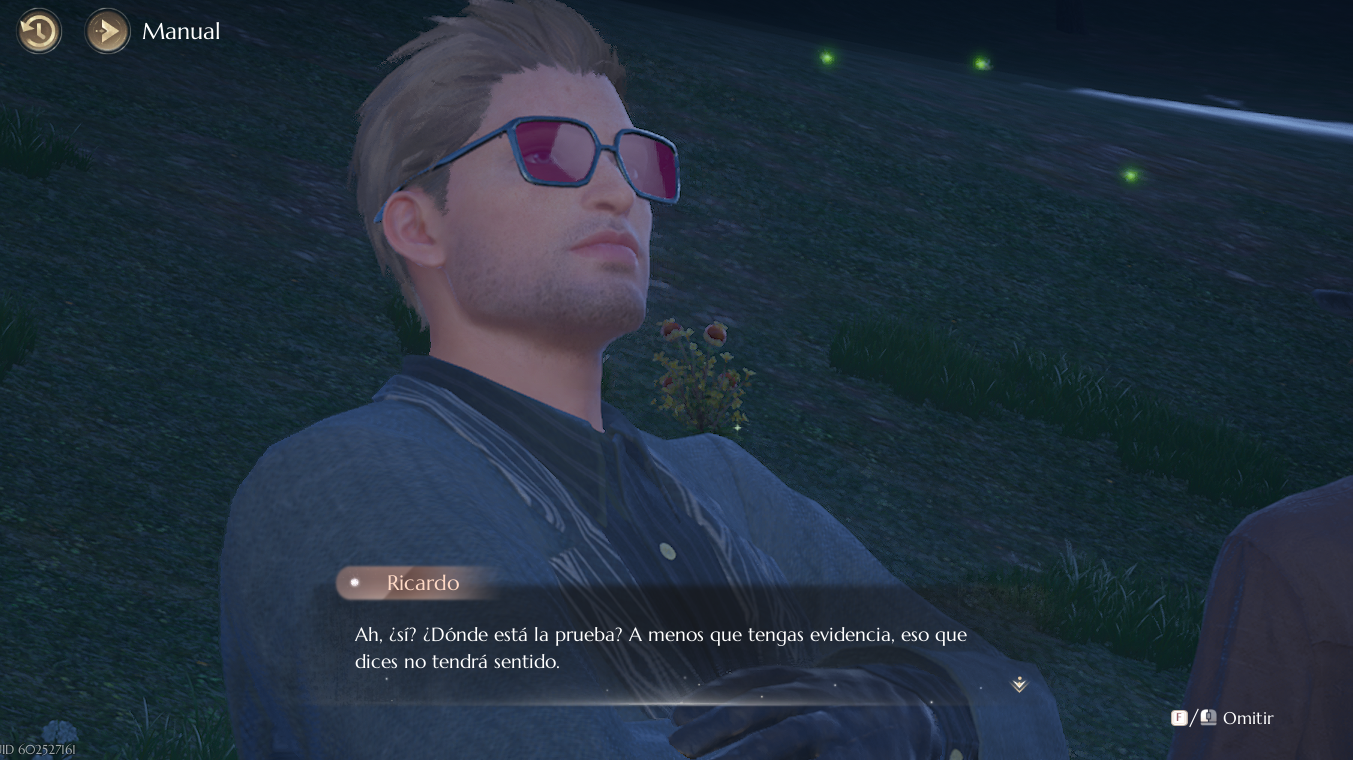 Manual
Ricardo
Ah, ¿sí? ¿Dónde está la prueba? A menos que tengas evidencia, eso que
dices no tendrá sentido.
F/ Omitir
UID 602527161